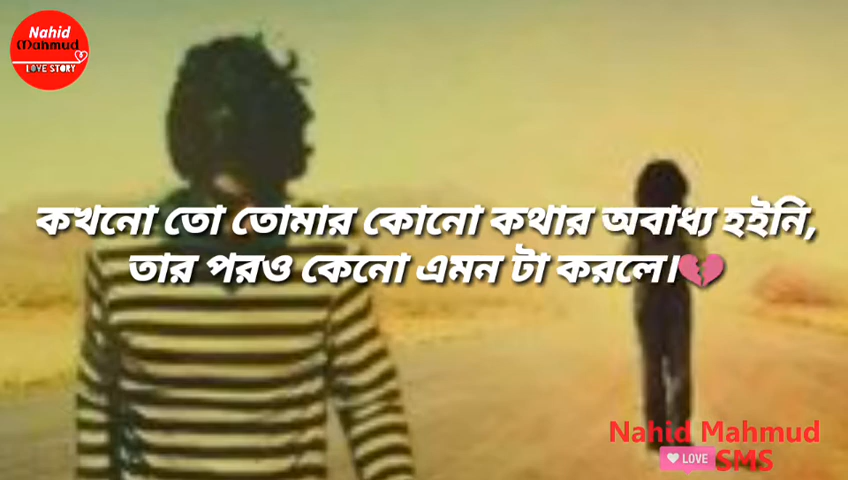 Nahid
Mahmud
LOVE STORY
কখনো তো তোমার কোনো কথার অবাধ্য হইনি,
তার পরও কেনো এমন টা করলে।💔
Nahid Mahmud
LOVE SMS